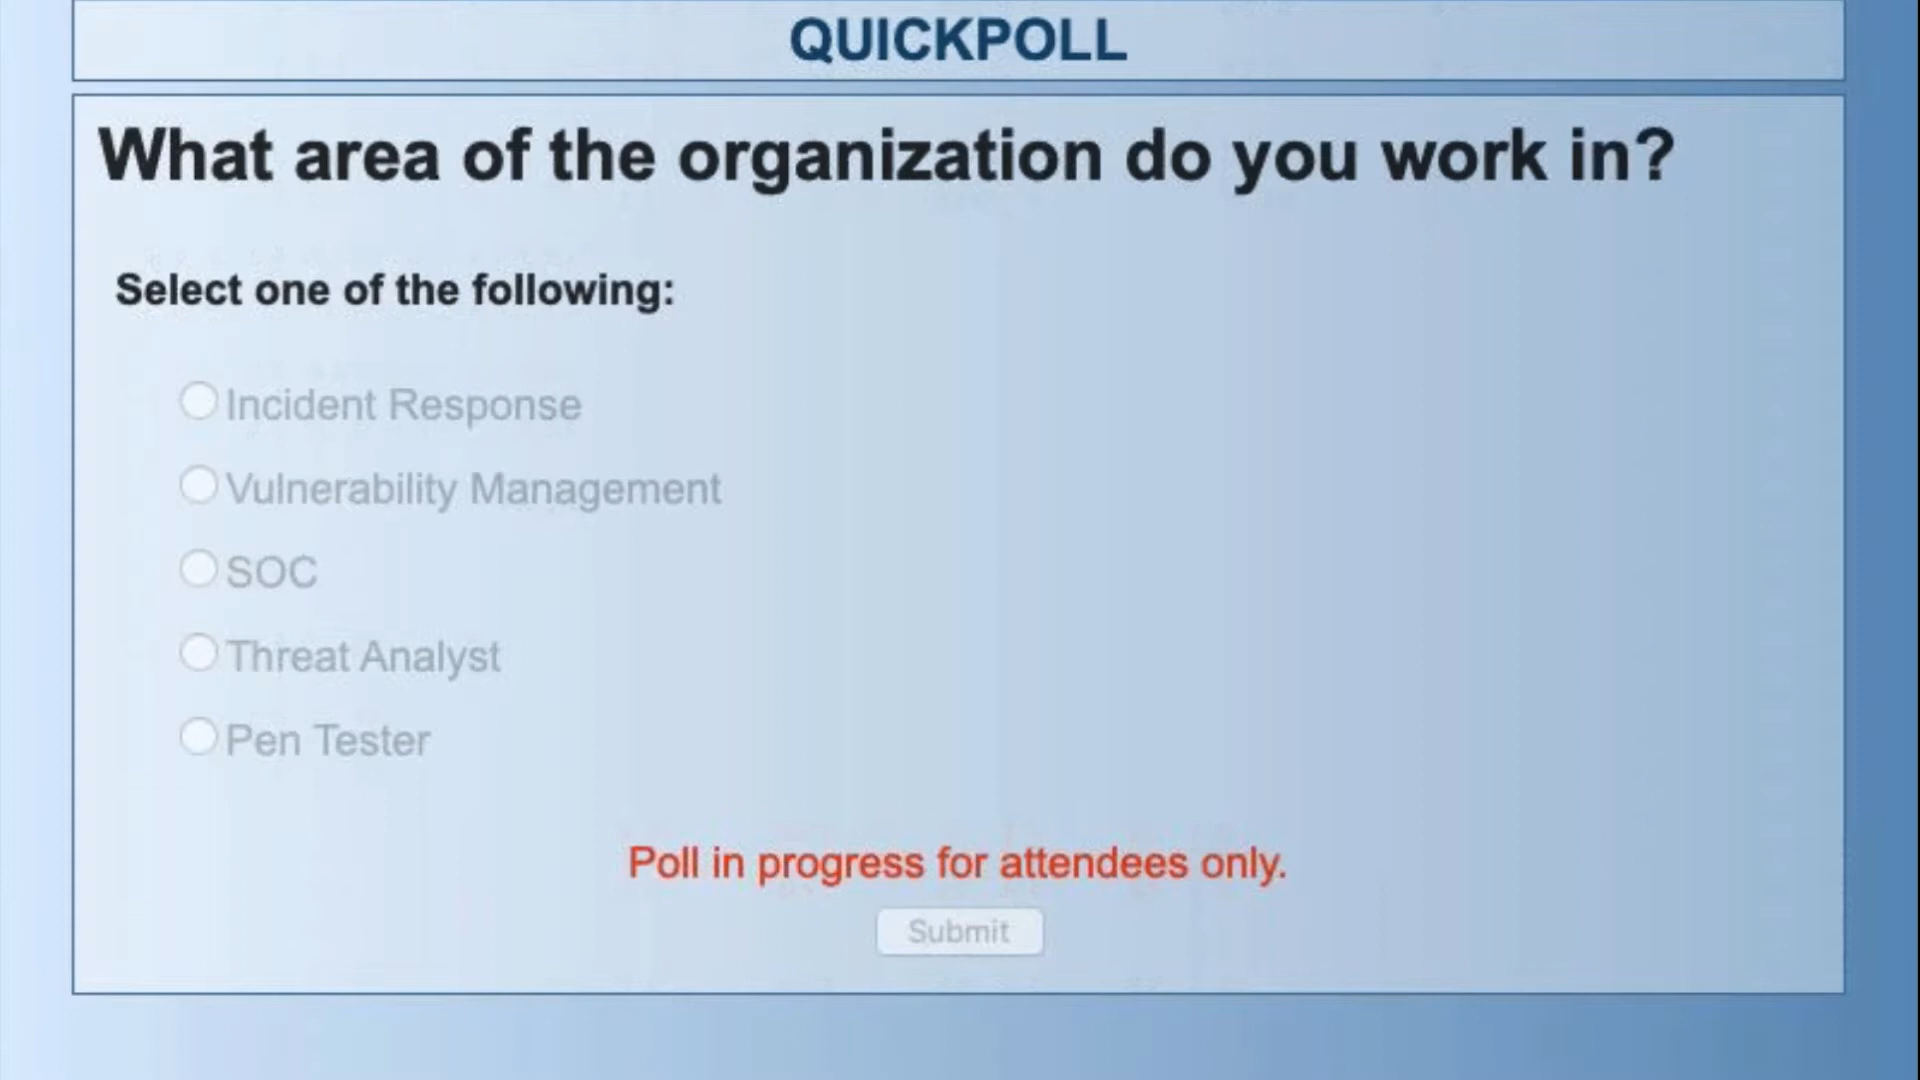 QUICKPOLL
What area of the organization do you work in?
Select one of the following:
Incident Response
Vulnerability Management
SOC
Threat Analyst
Pen Tester
Poll in progress for attendees only.
Submit